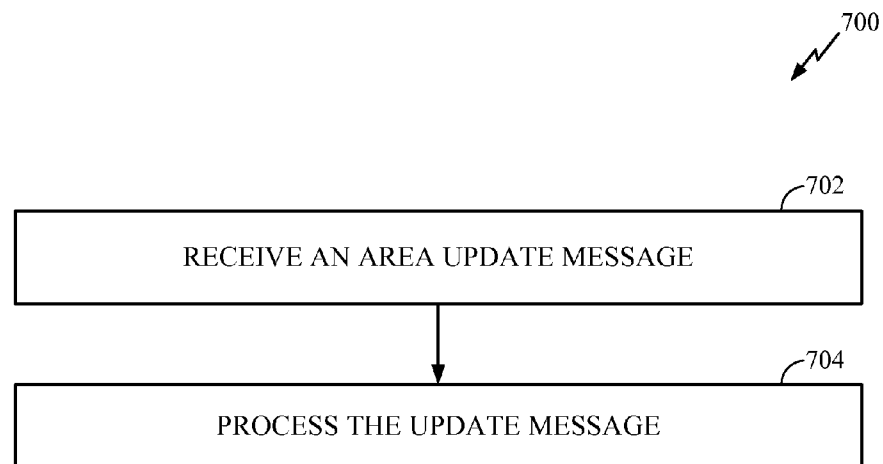 700
702
RECEIVE AN AREA UPDATE MESSAGE
704
PROCESS THE UPDATE MESSAGE